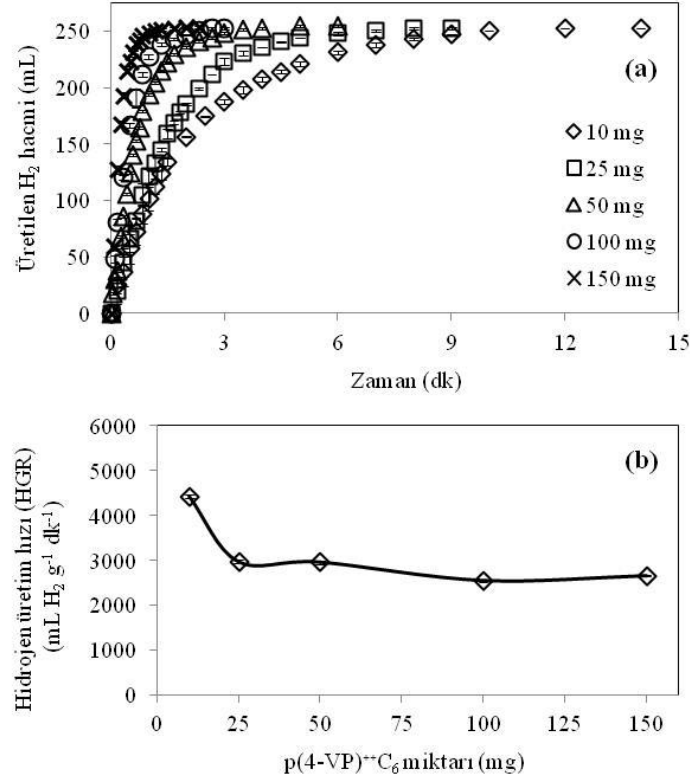 Üretilen H2 hacmi (mL)
300
250
200
150
100
50
0
(a)
10 mg
25 mg
50 mg
100 mg
150 mg
0 3 6 9 12 15
Zaman (dk)
Hidrojen üretim hızı (HGR)
(mL H2 g-1 dk-1)
6000
5000
4000
3000
2000
1000
0
(b)
0 25 50 75 100 125 150
p(4-VP)++C6 miktarı (mg)